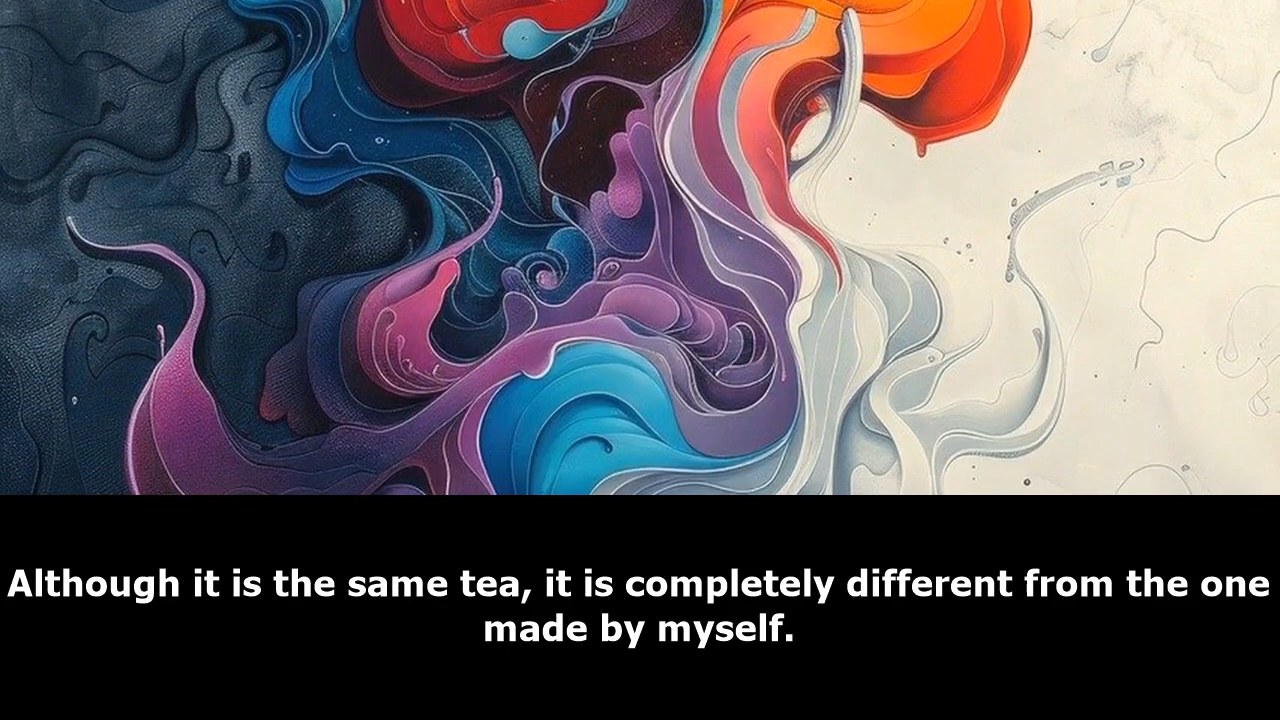 Although it is the same tea, it is completely different from the one
made by myself.